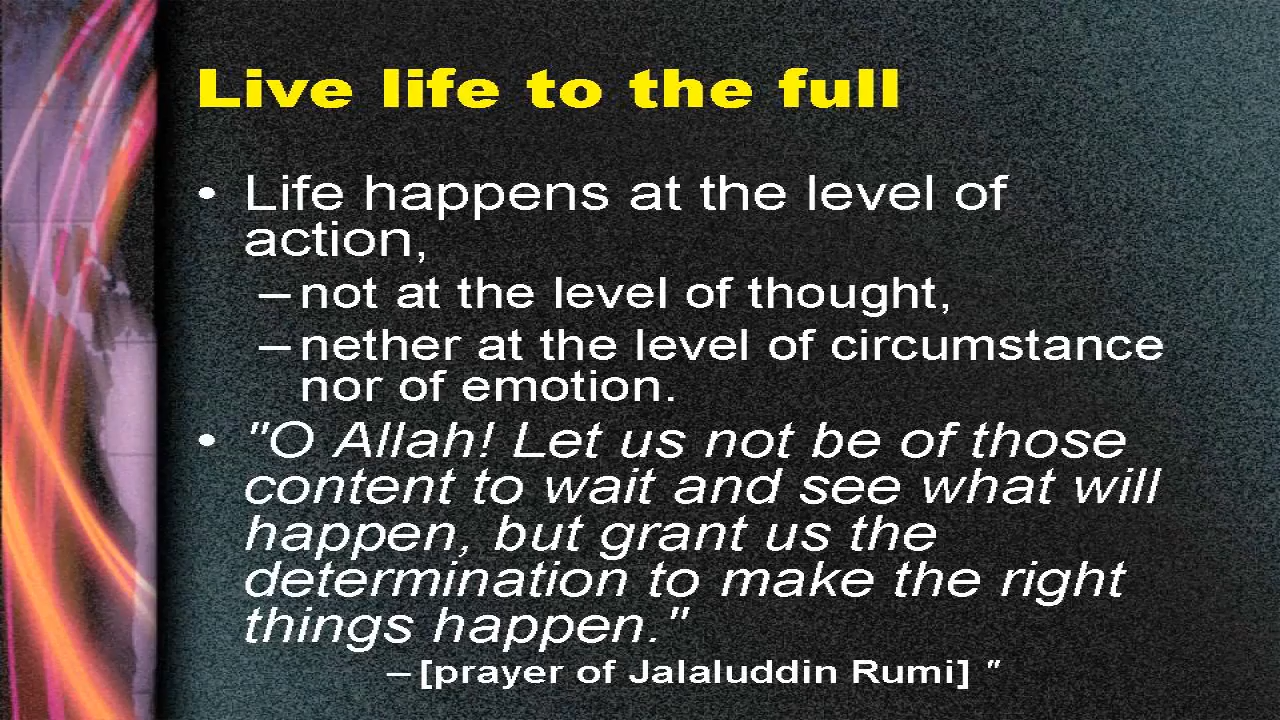 Live life to the full
• Life happens at the level of
action,
– not at the level of thought,
– nether at the level of circumstance
nor of emotion.
• "O Allah! Let us not be of those
content to wait and see what will
happen, but grant us the
determination to make the right
things happen."
– [prayer of Jalaluddin Rumi] "